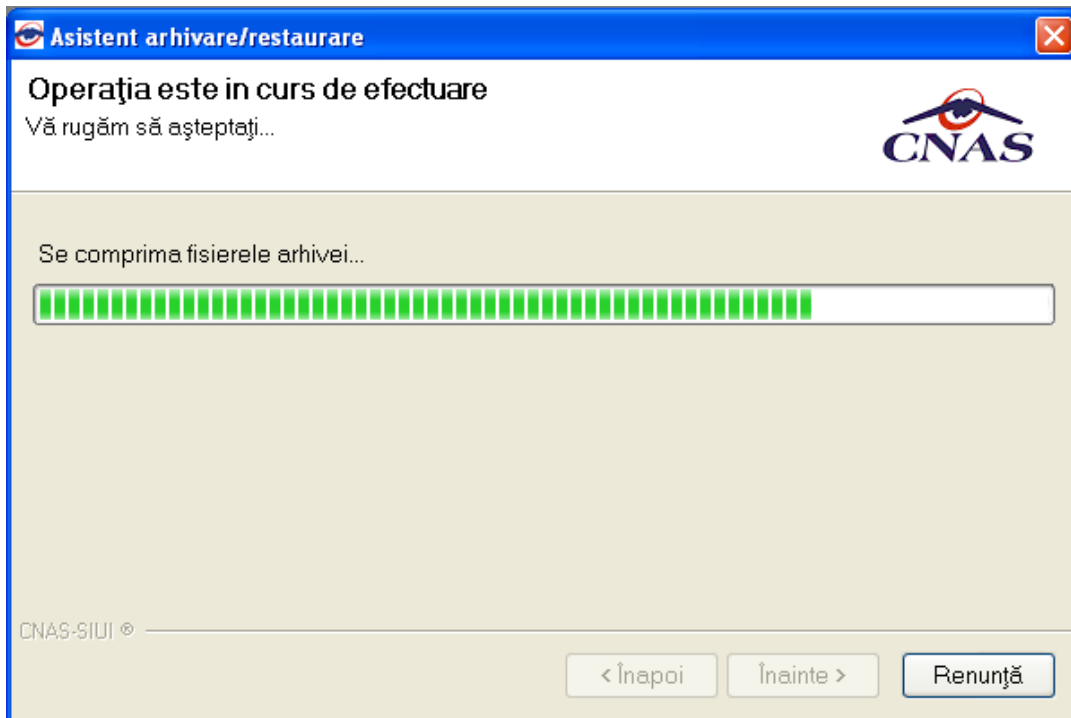 Asistent arhivare/restaurare
Operaţia este in curs de efectuare
Vă rugăm să aşteptaţi...
CNAS
Se comprima fisierele arhivei...
CNAS-SIUI ®
< Înapoi
Înainte >
Renunţă